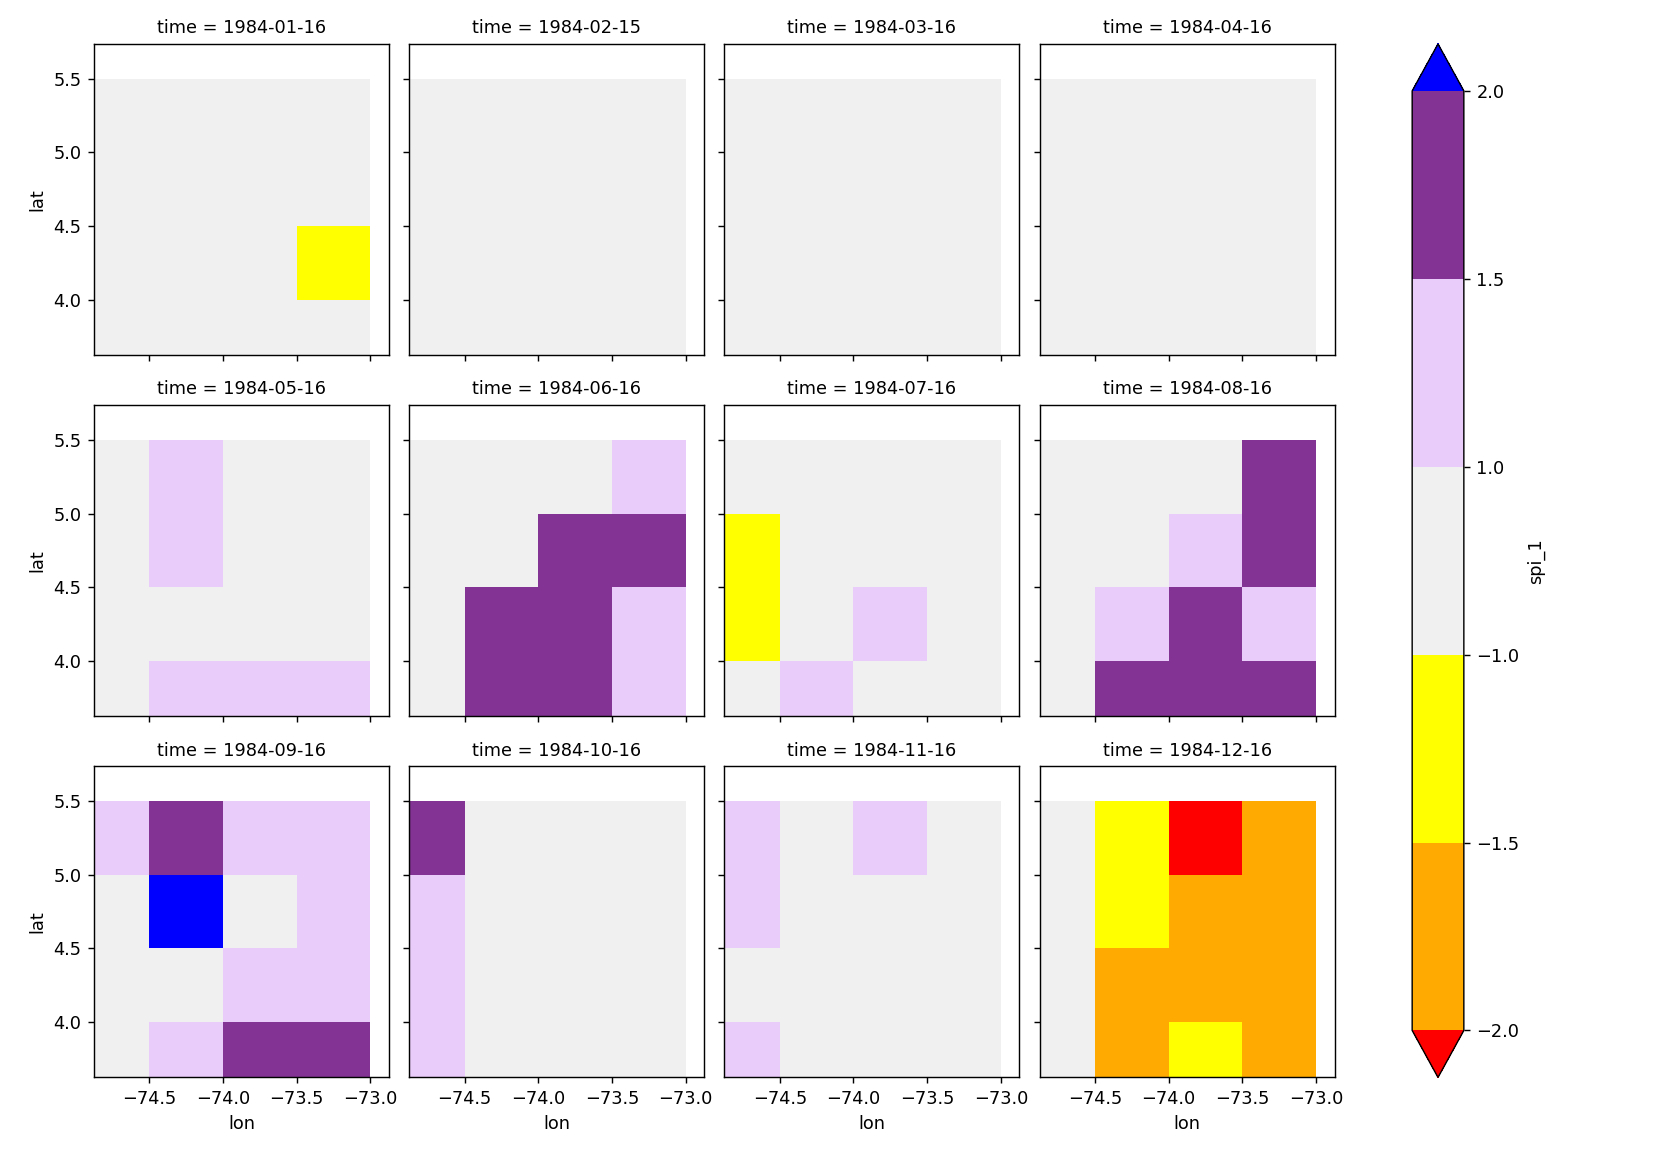 time = 1984-01-16
time = 1984-02-15
time = 1984-03-16
time = 1984-04-16
lat
5.5
5.0
4.5
4.0
time = 1984-05-16
time = 1984-06-16
time = 1984-07-16
time = 1984-08-16
lat
5.5
5.0
4.5
4.0
time = 1984-09-16
time = 1984-10-16
time = 1984-11-16
time = 1984-12-16
lat
5.5
5.0
4.5
4.0
−74.5 −74.0 −73.5 −73.0
lon
−74.5 −74.0 −73.5 −73.0
lon
−74.5 −74.0 −73.5 −73.0
lon
−74.5 −74.0 −73.5 −73.0
lon
2.0
1.5
1.0
−1.0
−1.5
−2.0
spi_1